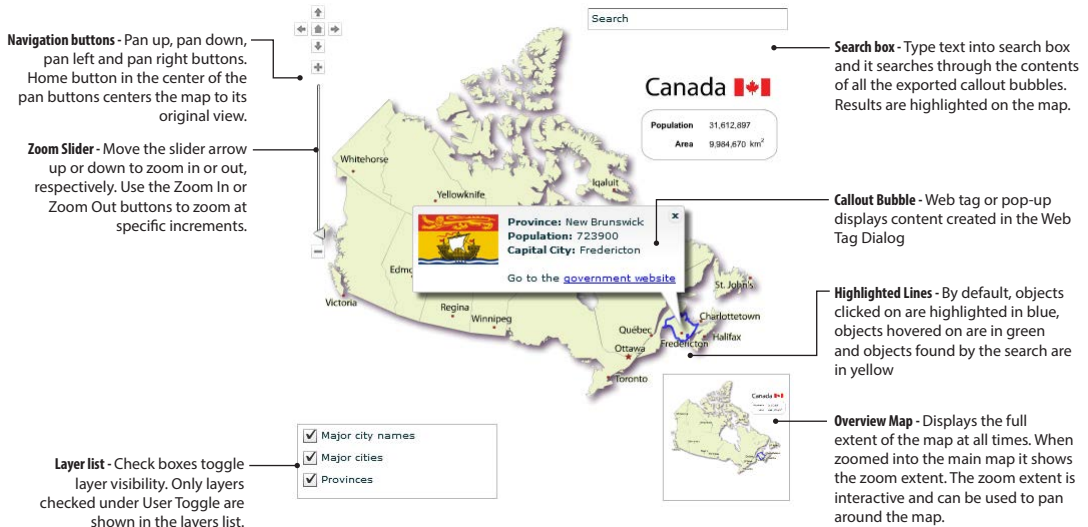 Navigation buttons - Pan up, pan down,
pan left and pan right buttons.
Home button in the center of the
pan buttons centers the map to its
original view.
Zoom Slider - Move the slider arrow
up or down to zoom in or out,
respectively. Use the Zoom In or
Zoom Out buttons to zoom at
specific increments.
Layer list - Check boxes toggle
layer visibility. Only layers
checked under User Toggle are
shown in the layers list.
Search
Canada
Population 31,612,897
Area 9,984,670 km²
Whitehorse
Yellowknife
Iqaluit
Province: New Brunswick
Population: 723900
Capital City: Fredericton
Go to the government website
x
Edmo
St. John's
Victoria
Regina
Winnipeg
Charlottetown
Québec
Halifax
Fredericton
Ottawa
Toronto
Major city names
Major cities
Provinces
Canada
Search box - Type text into search box
and it searches through the contents
of all the exported callout bubbles.
Results are highlighted on the map.
Callout Bubble - Web tag or pop-up
displays content created in the Web
Tag Dialog
Highlighted Lines - By default, objects
clicked on are highlighted in blue,
objects hovered on are in green
and objects found by the search are
in yellow
Overview Map - Displays the full
extent of the map at all times. When
zoomed into the main map it shows
the zoom extent. The zoom extent is
interactive and can be used to pan
around the map.